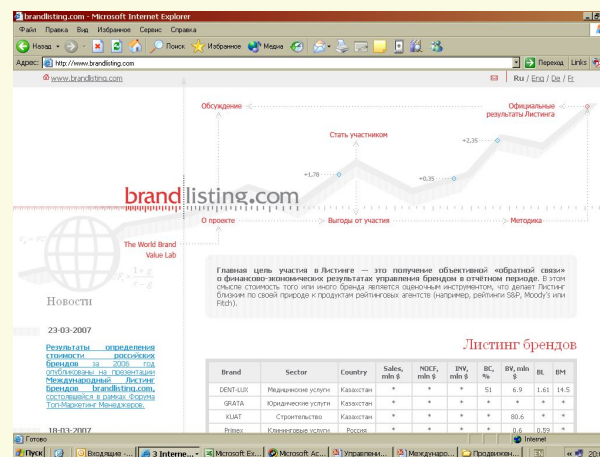 brandlisting.com - Microsoft Internet Explorer
Файл Правка Вид Избранное Сервис Справка
Назад Поиск Избранное Медиа
Адрес: http://www.brandlisting.com Переход Links
www.brandlisting.com Ru / Eng / De / Fr
Обсуждение Официальные
результаты Листинга
Стать участником
+2,35
+1,78 +0,35
brandlisting.com
О проекте Выгоды от участия Методика
The World Brand
Value Lab
Главная цель участия в Листинге — это получение объективной «обратной связи»
о финансово-экономических результатах управления брендом в отчётном периоде. В этом
смысле стоимость того или иного бренда является оценочным инструментом, что делает Листинг
близким по своей природе к продуктам рейтинговых агентств (например, рейтинги S&P, Moody's или
Fitch).
Новости
23-03-2007
Результаты определения
стоимости российских
брендов за 2006 год
опубликованы на презентации
Международный Листинг
брендов brandlisting.com,
состоявшейся в рамках Форума
Топ-Маркетинг Менеджеров.
18-03-2007
Листинг брендов
Brand Sector Country Sales, mln $ NOCF, mln $ INV, mln $ BC, % BV, mln $ BL BM
DENT-LUX Медицинские услуги Казахстан * * * 51 6.9 1.61 14.5
GRATA Юридические услуги Казахстан * * * * * * *
KUAT Строительство Казахстан * * * * 80.6 * *
Primex Клининговые услуги Россия * * * * 0.6 0.59 *
Готово Internet
Пуск Входящие -... 3 Interne... Microsoft Ex... Microsoft Ac... Управлени... Междунаро... Продвижен... EN